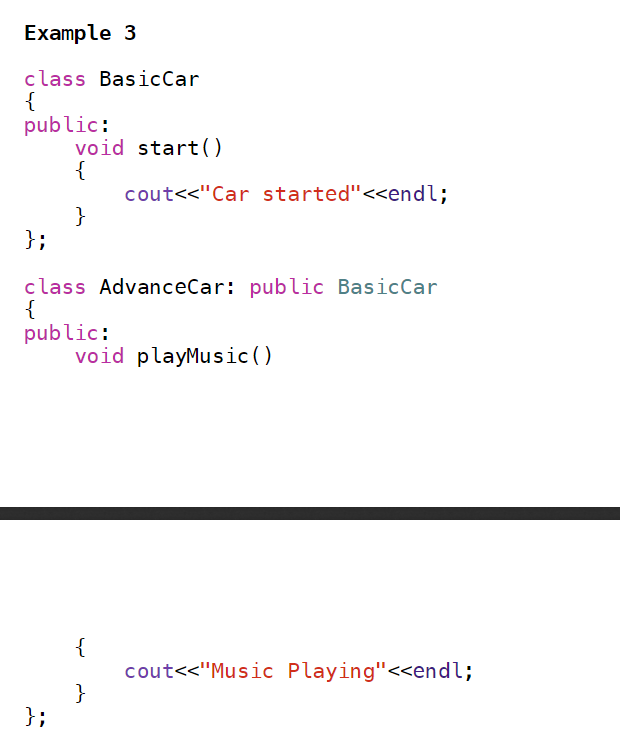 Example 3
class BasicCar
{
public:
    void start()
    {
        cout<<"Car started"<<endl;
    }
};
class AdvanceCar: public BasicCar
{
public:
    void playMusic()
    {
        cout<<"Music Playing"<<endl;
    }
};